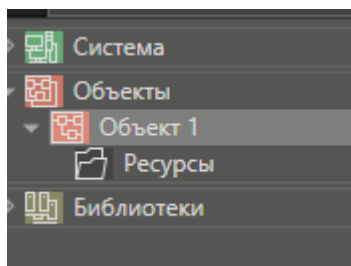 Система
Объекты
Объект 1
Ресурсы
Библиотеки